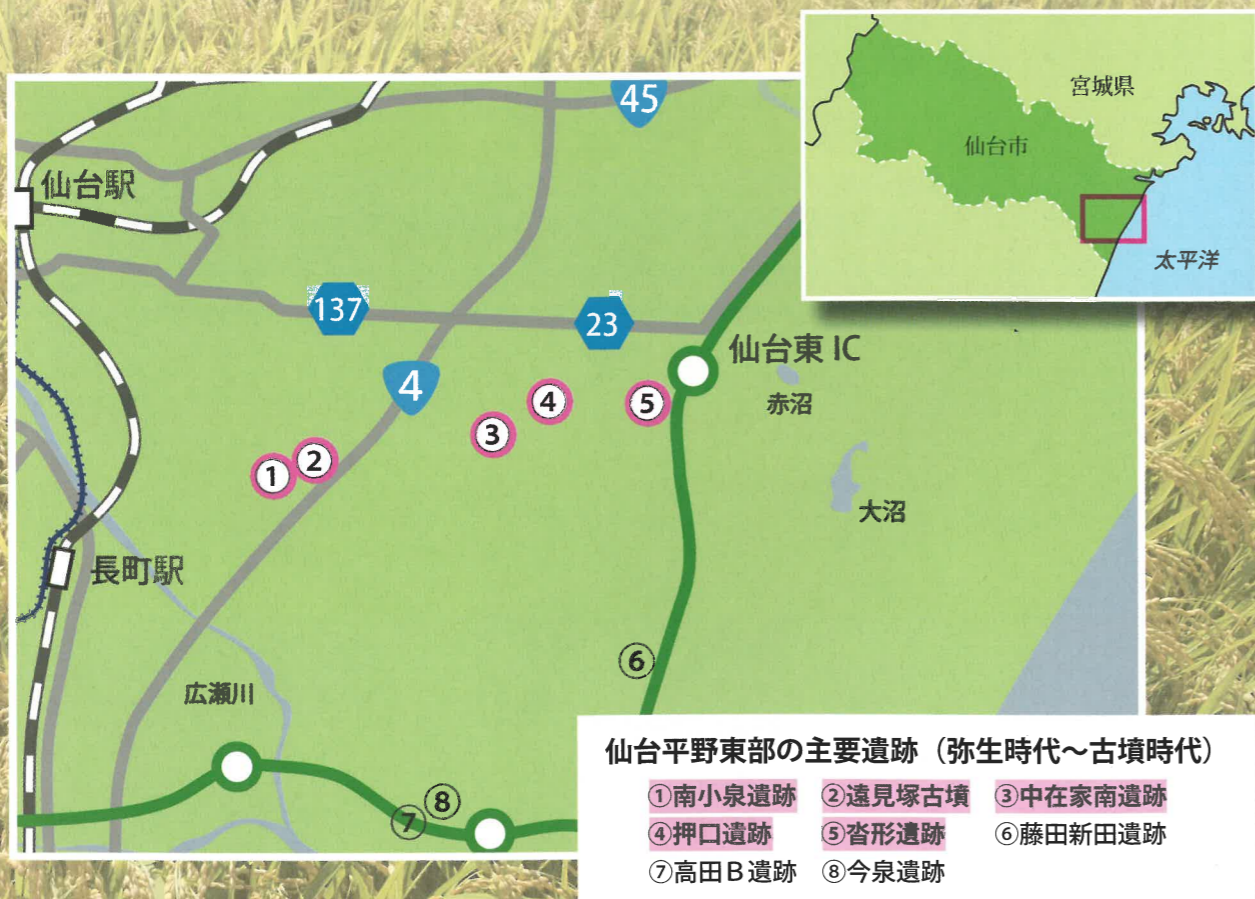 45
宮城県
仙台市
太平洋
仙台駅
137
23
4
仙台東 IC
赤沼
①
②
③
④
⑤
大沼
長町駅
⑥
広瀬川
⑦
⑧
仙台平野東部の主要遺跡（弥生時代～古墳時代）
①南小泉遺跡 ②遠見塚古墳 ③中在家南遺跡
④押口遺跡 ⑤沓形遺跡 ⑥藤田新田遺跡
⑦高田Ｂ遺跡 ⑧今泉遺跡